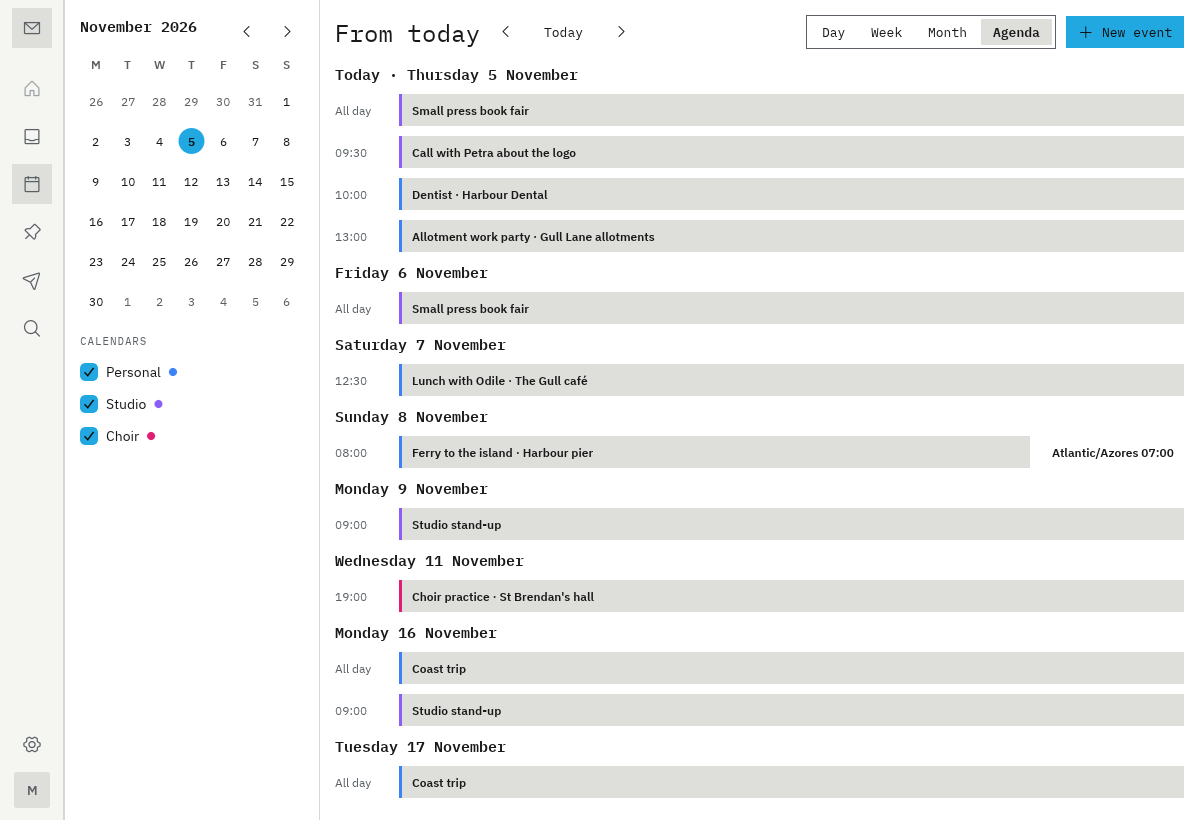 November 2026
M T W T F S S
26 27 28 29 30 31 1
2 3 4 5 6 7 8
9 10 11 12 13 14 15
16 17 18 19 20 21 22
23 24 25 26 27 28 29
30 1 2 3 4 5 6
CALENDARS
Personal
Studio
Choir
M
From today
Today
Day Week Month Agenda
New event
Today · Thursday 5 November
All day Small press book fair
09:30 Call with Petra about the logo
10:00 Dentist · Harbour Dental
13:00 Allotment work party · Gull Lane allotments
Friday 6 November
All day Small press book fair
Saturday 7 November
12:30 Lunch with Odile · The Gull café
Sunday 8 November
08:00 Ferry to the island · Harbour pier Atlantic/Azores 07:00
Monday 9 November
09:00 Studio stand-up
Wednesday 11 November
19:00 Choir practice · St Brendan's hall
Monday 16 November
All day Coast trip
09:00 Studio stand-up
Tuesday 17 November
All day Coast trip